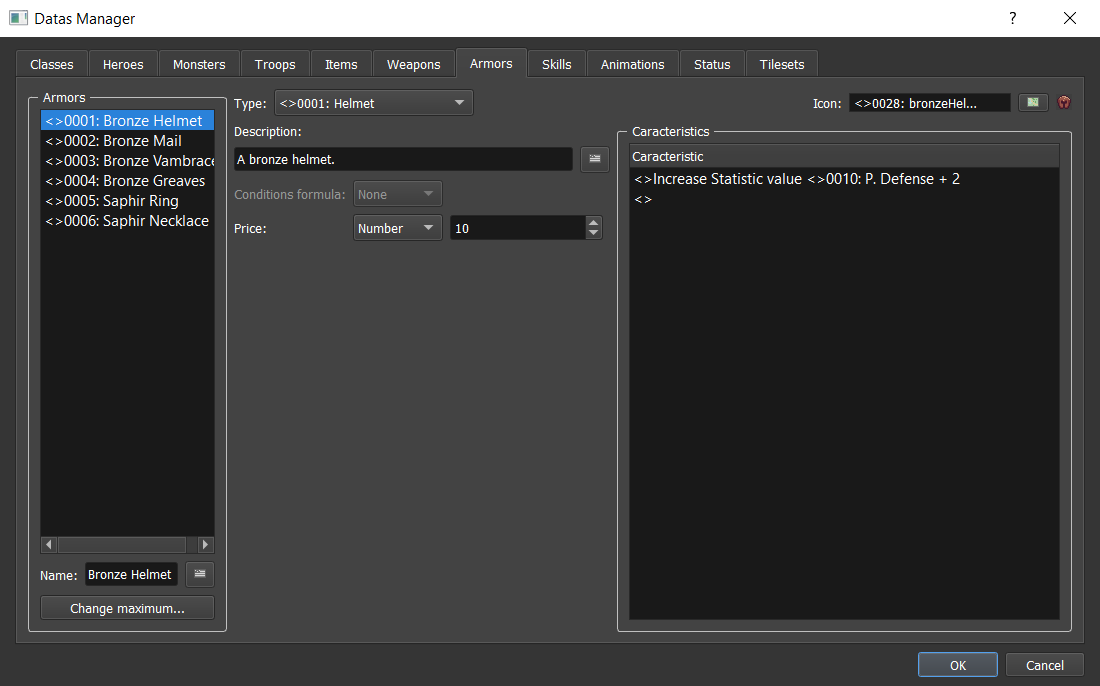 Datas Manager
?
Classes Heroes Monsters Troops Items Weapons Armors Skills Animations Status Tilesets
Armors
<>0001: Bronze Helmet
<>0002: Bronze Mail
<>0003: Bronze Vambrace
<>0004: Bronze Greaves
<>0005: Saphir Ring
<>0006: Saphir Necklace
Name: Bronze Helmet
Change maximum...
Type: <>0001: Helmet
Description:
A bronze helmet.
Conditions formula: None
Price: Number 10
Icon: <>0028: bronzeHel...
Caracteristics
Caracteristic
<>Increase Statistic value <>0010: P. Defense + 2
<>
OK Cancel